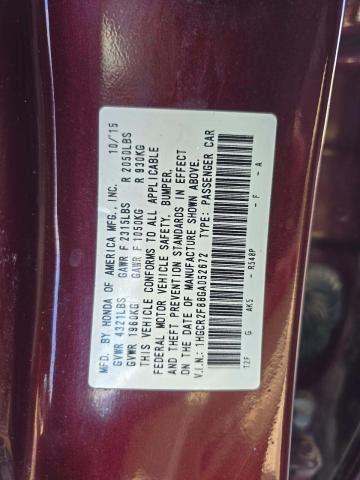 MFD. BY HONDA OF AMERICA MFG., INC. 10/15
GVWR 4321LBS GAWR F 2315LBS R 2050LBS
GVWR 1960KG GAWR F 1050KG R 930KG
THIS VEHICLE CONFORMS TO ALL APPLICABLE
FEDERAL MOTOR VEHICLE SAFETY, BUMPER,
AND THEFT PREVENTION STANDARDS IN EFFECT
ON THE DATE OF MANUFACTURE SHOWN ABOVE.
V.I.N.: 1HGCR2F88GA052672 TYPE: PASSENGER CAR
T2F AK5 R548P
G - F - A